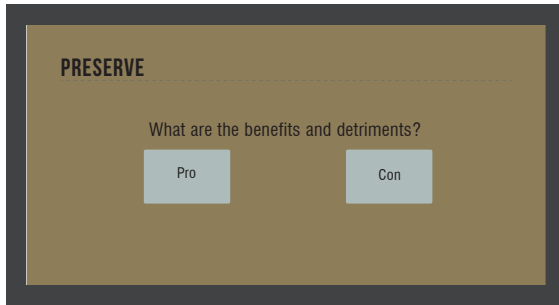 PRESERVE
What are the benefits and detriments?
Pro
Con